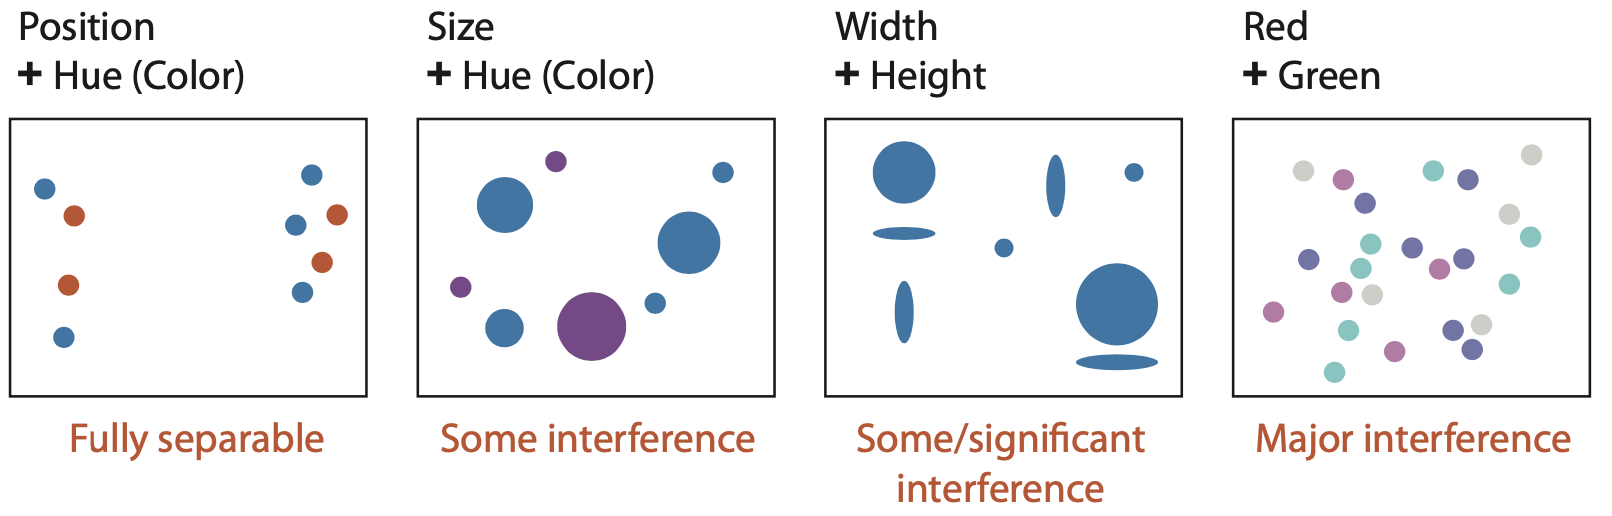 Position
+ Hue (Color)
Fully separable
Size
+ Hue (Color)
Some interference
Width
+ Height
Some/significant
interference
Red
+ Green
Major interference